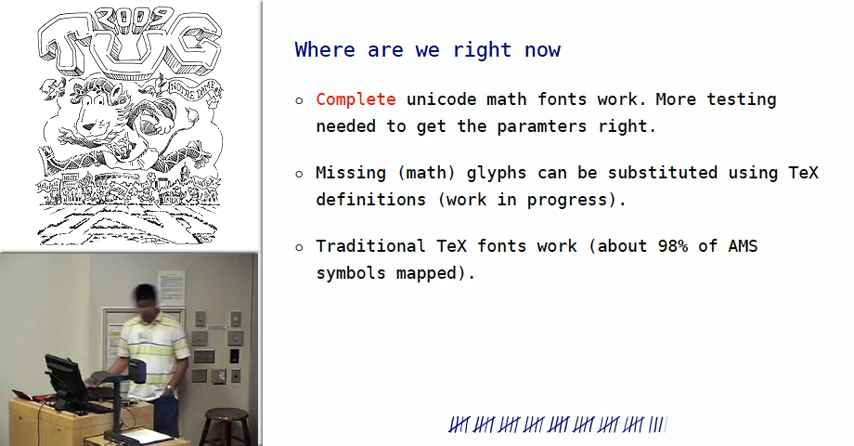 2009
TUG
NOTRE DAME
Where are we right now
Complete unicode math fonts work. More testing
needed to get the paramters right.
Missing (math) glyphs can be substituted using TeX
definitions (work in progress).
Traditional TeX fonts work (about 98% of AMS
symbols mapped).